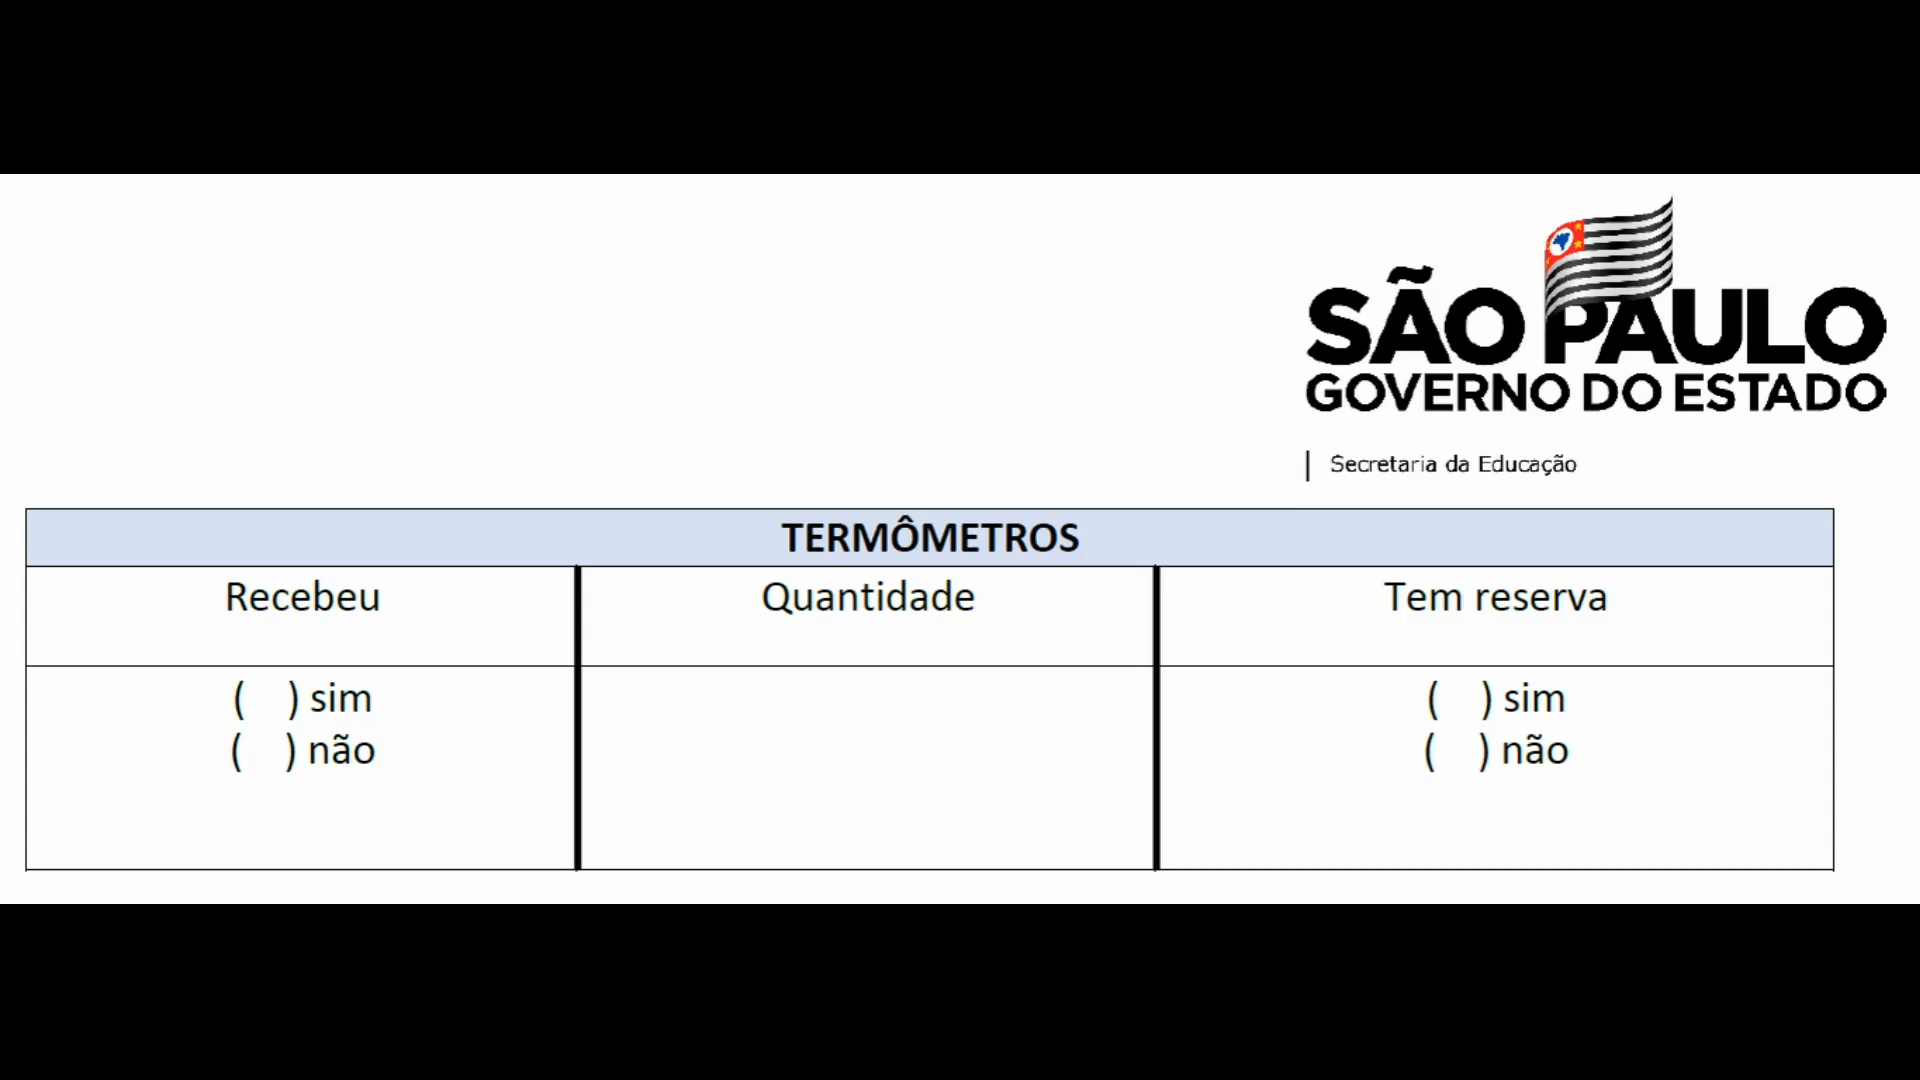 SÃO PAULO
GOVERNO DO ESTADO
Secretaria da Educação
TERMÔMETROS
Recebeu Quantidade Tem reserva
( ) sim ( ) sim
( ) não ( ) não